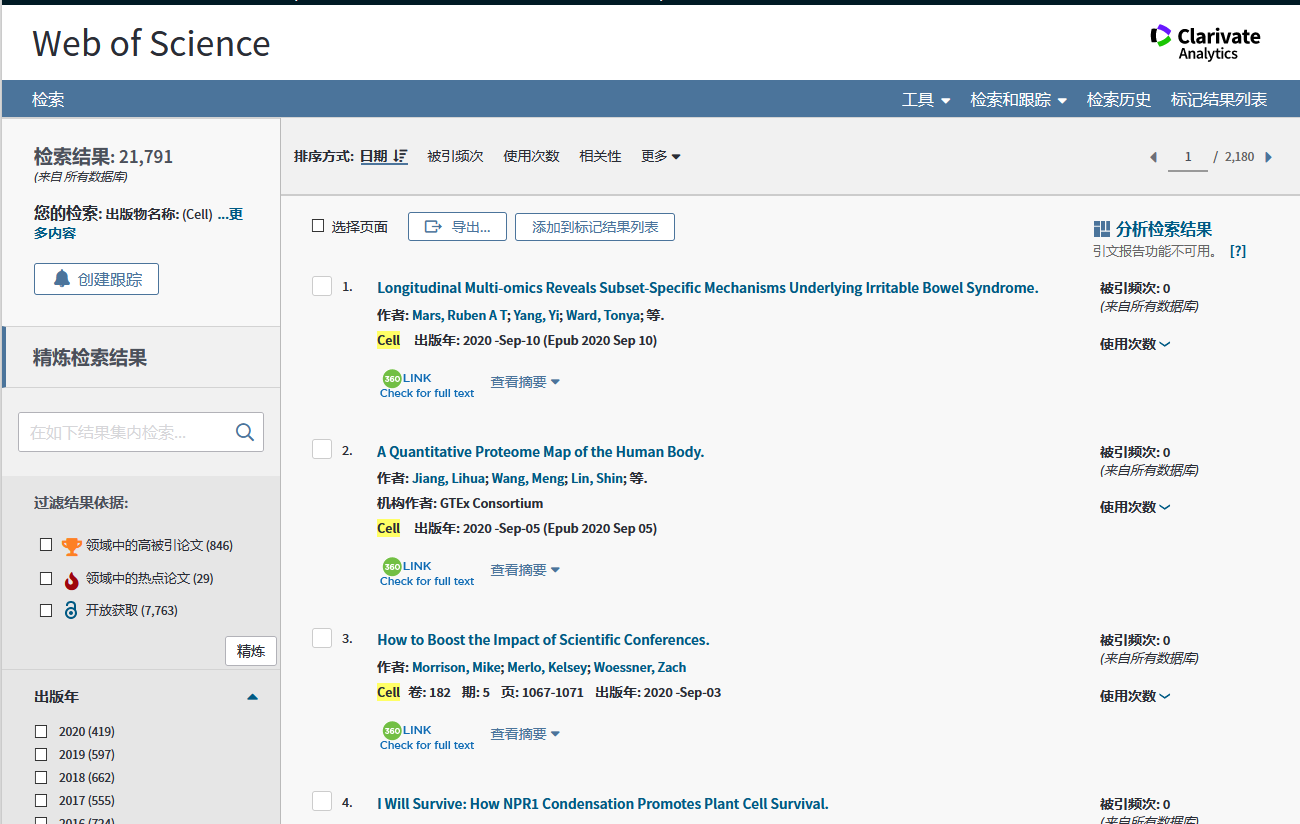 Web of Science
Clarivate
Analytics
检索
工具
检索和跟踪
检索历史
标记结果列表
检索结果: 21,791
(来自所有数据库)
您的检索: 出版物名称: (Cell) ...更
多内容
创建跟踪
精炼检索结果
在如下结果集内检索...
过滤结果依据:
领域中的高被引论文 (846)
领域中的热点论文 (29)
开放获取 (7,763)
精炼
出版年
2020 (419)
2019 (597)
2018 (662)
2017 (555)
2016 (724)
排序方式: 日期 被引频次 使用次数 相关性 更多
1 / 2,180
选择页面
导出...
添加到标记结果列表
分析检索结果
引文报告功能不可用。 [?]
1. Longitudinal Multi-omics Reveals Subset-Specific Mechanisms Underlying Irritable Bowel Syndrome.
作者: Mars, Ruben A T; Yang, Yi; Ward, Tonya; 等.
Cell 出版年: 2020 -Sep-10 (Epub 2020 Sep 10)
360 LINK
Check for full text
查看摘要
被引频次: 0
(来自所有数据库)
使用次数
2. A Quantitative Proteome Map of the Human Body.
作者: Jiang, Lihua; Wang, Meng; Lin, Shin; 等.
机构作者: GTEx Consortium
Cell 出版年: 2020 -Sep-05 (Epub 2020 Sep 05)
360 LINK
Check for full text
查看摘要
被引频次: 0
(来自所有数据库)
使用次数
3. How to Boost the Impact of Scientific Conferences.
作者: Morrison, Mike; Merlo, Kelsey; Woessner, Zach
Cell 卷: 182 期: 5 页: 1067-1071 出版年: 2020 -Sep-03
360 LINK
Check for full text
查看摘要
被引频次: 0
(来自所有数据库)
使用次数
4. I Will Survive: How NPR1 Condensation Promotes Plant Cell Survival.
被引频次: 0
(来自所有数据库)